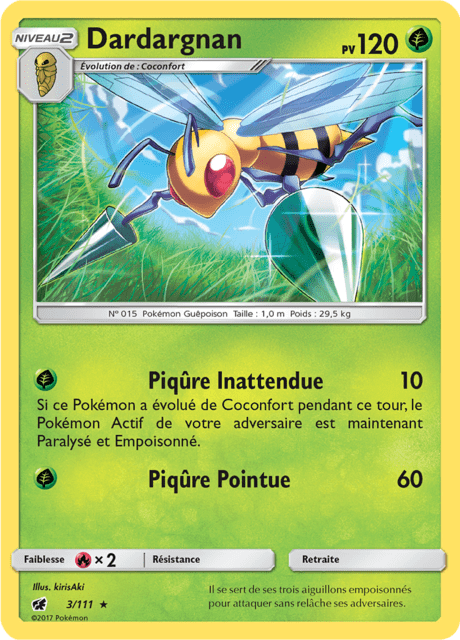 NIVEAU2
Dardargnan
PV120
Évolution de : Coconfort
N° 015 Pokémon Guêpoison Taille : 1,0 m Poids : 29,5 kg
Piqûre Inattendue 10
Si ce Pokémon a évolué de Coconfort pendant ce tour, le
Pokémon Actif de votre adversaire est maintenant
Paralysé et Empoisonné.
Piqûre Pointue 60
Faiblesse × 2 Résistance Retraite
Illus. kirisAki
3/111 ★
©2017 Pokémon
Il se sert de ses trois aiguillons empoisonnés
pour attaquer sans relâche ses adversaires.